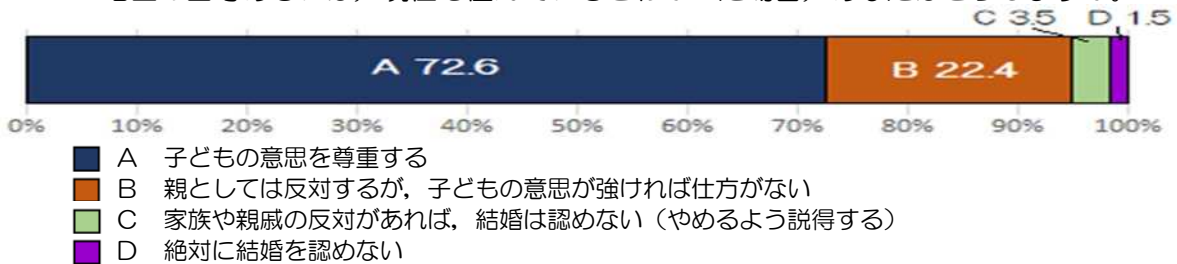 C 3.5 D 1.5
A 72.6 B 22.4
0% 10% 20% 30% 40% 50% 60% 70% 80% 90% 100%
A 子どもの意思を尊重する
B 親としては反対するが，子どもの意思が強ければ仕方がない
C 家族や親戚の反対があれば，結婚は認めない（やめるよう説得する）
D 絶対に結婚を認めない